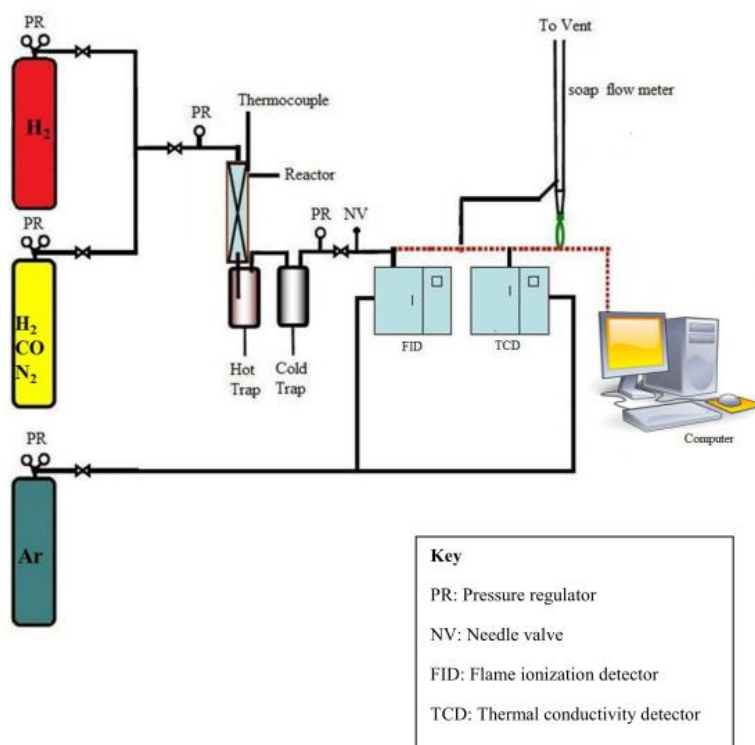 PR
To Vent
soap flow meter
H2
Thermocouple
PR
Reactor
PR
PR
NV
H2
CO
N2
FID
TCD
Hot
Trap
Cold
Trap
Computer
PR
Ar
Key
PR: Pressure regulator
NV: Needle valve
FID: Flame ionization detector
TCD: Thermal conductivity detector